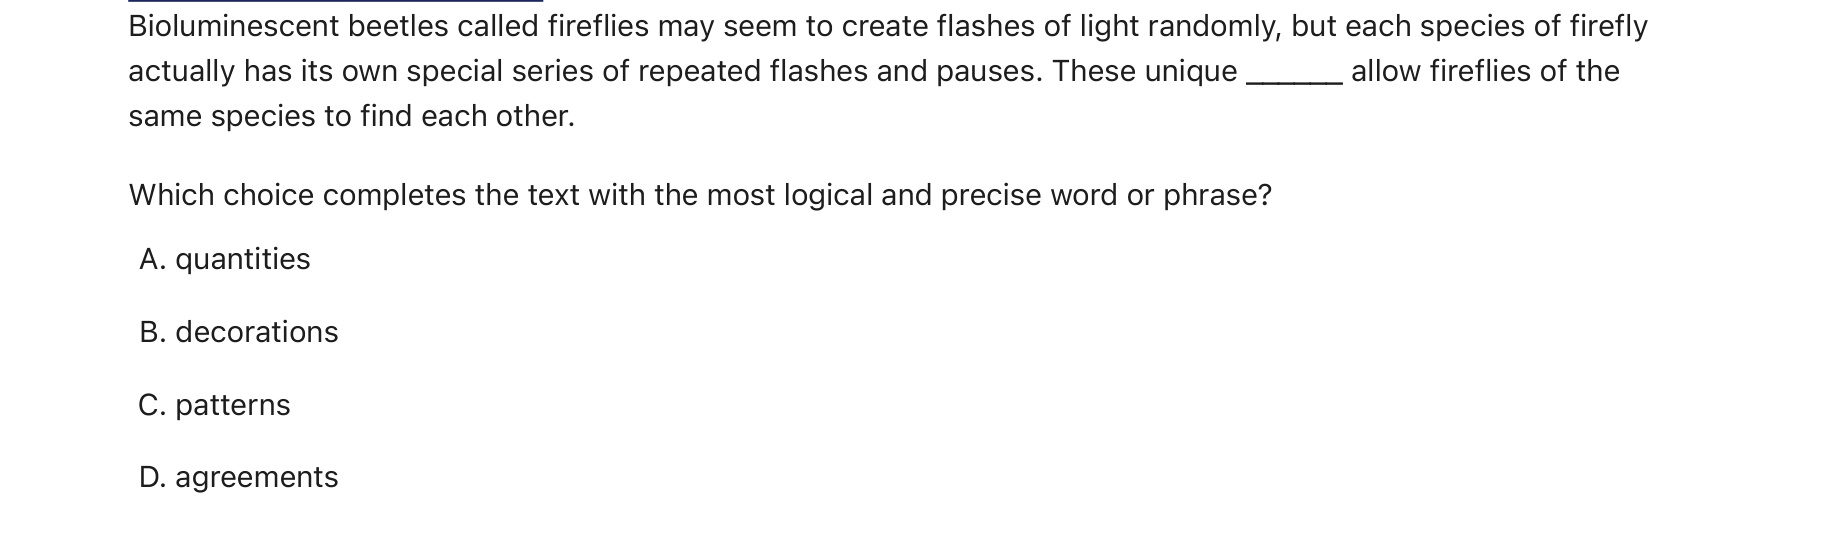 Bioluminescent beetles called fireflies may seem to create flashes of light randomly, but each species of firefly
actually has its own special series of repeated flashes and pauses. These unique ______ allow fireflies of the
same species to find each other.
Which choice completes the text with the most logical and precise word or phrase?
A. quantities
B. decorations
C. patterns
D. agreements